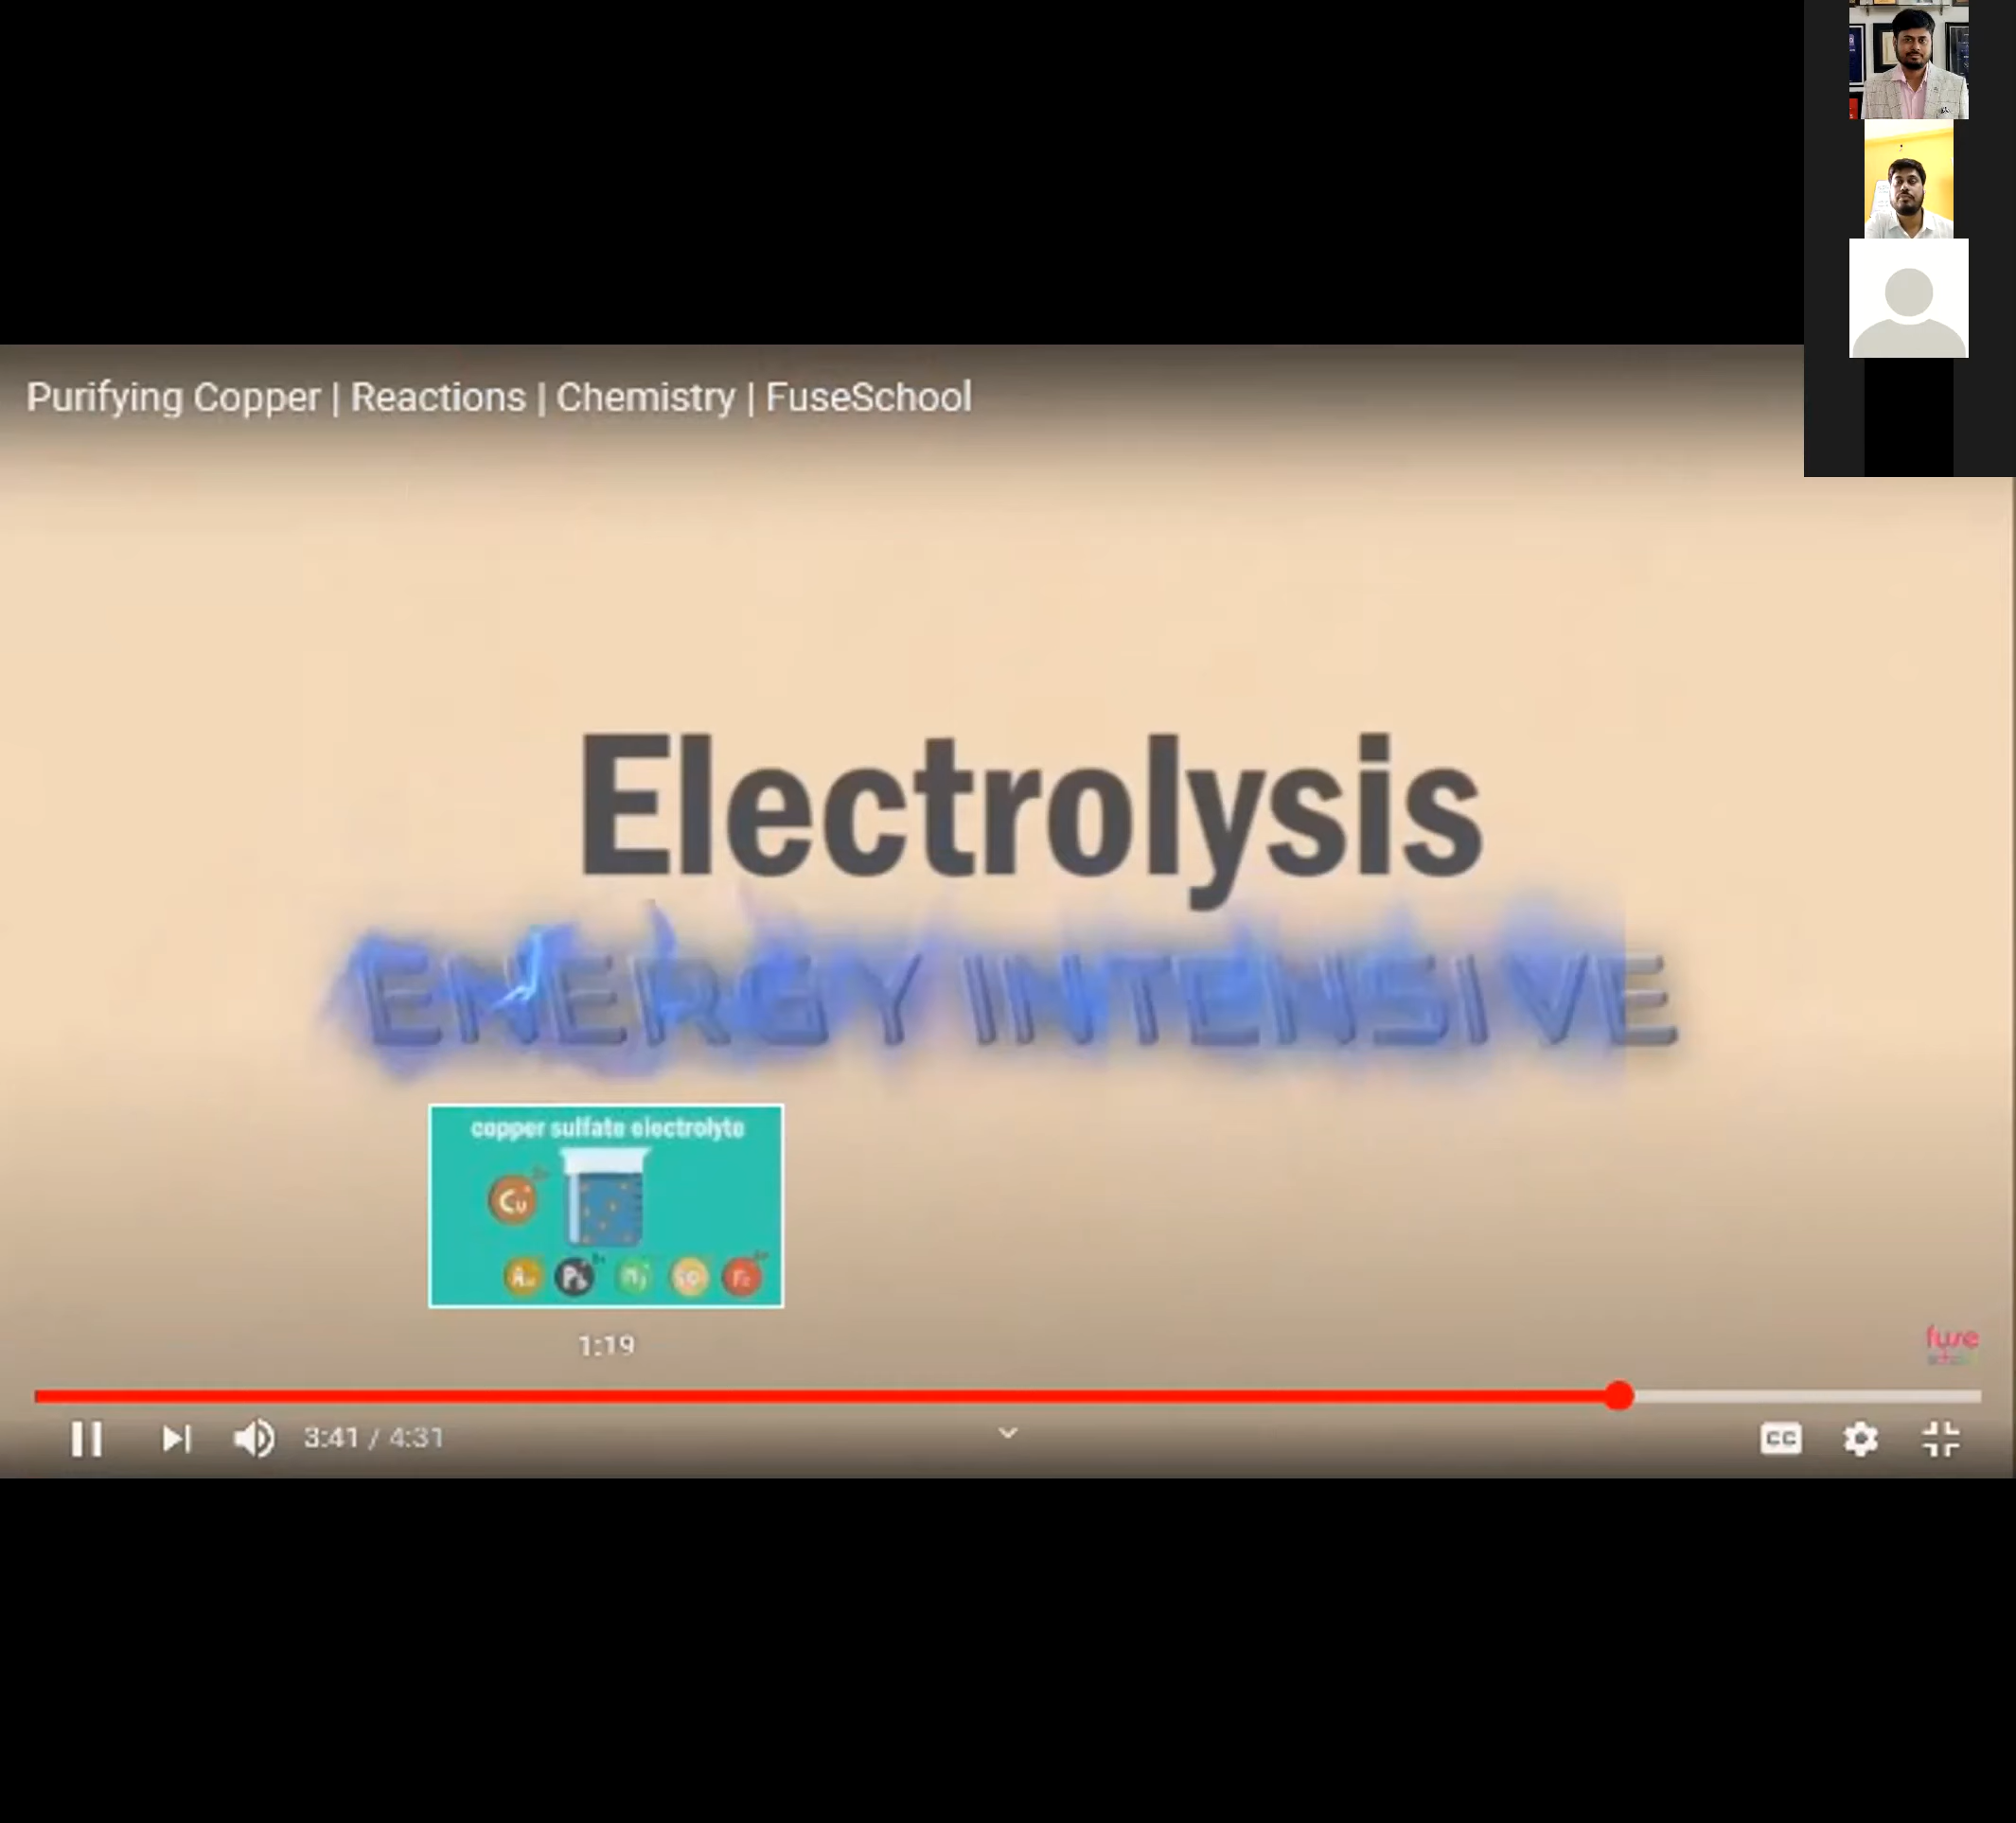 Purifying Copper | Reactions | Chemistry | FuseSchool
Electrolysis
ENERGY INTENSIVE
copper sulfate electrolyte
Cu
1:19
fuse
3:41 / 4:31
CC